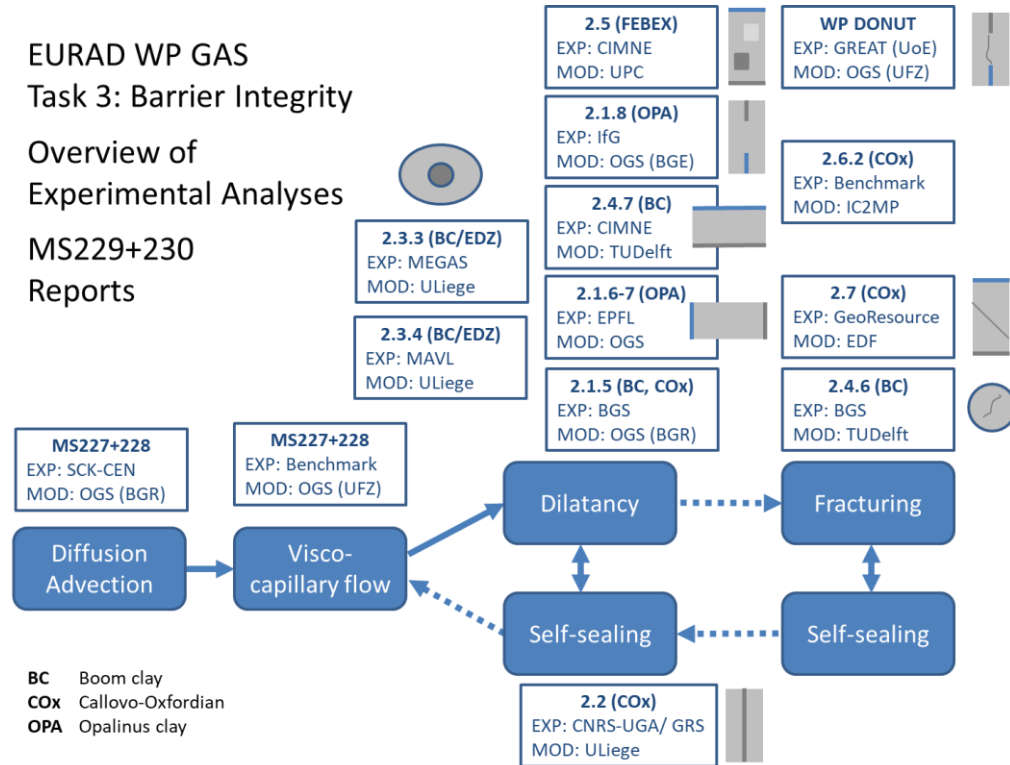 EURAD WP GAS
Task 3: Barrier Integrity
Overview of
Experimental Analyses
MS229+230
Reports
2.5 (FEBEX)
EXP: CIMNE
MOD: UPC
WP DONUT
EXP: GREAT (UoE)
MOD: OGS (UFZ)
2.1.8 (OPA)
EXP: IfG
MOD: OGS (BGE)
2.6.2 (COx)
EXP: Benchmark
MOD: IC2MP
2.4.7 (BC)
EXP: CIMNE
MOD: TUDelft
2.3.3 (BC/EDZ)
EXP: MEGAS
MOD: ULiege
2.1.6-7 (OPA)
EXP: EPFL
MOD: OGS
2.7 (COx)
EXP: GeoResource
MOD: EDF
2.3.4 (BC/EDZ)
EXP: MAVL
MOD: ULiege
2.1.5 (BC, COx)
EXP: BGS
MOD: OGS (BGR)
2.4.6 (BC)
EXP: BGS
MOD: TUDelft
MS227+228
EXP: SCK-CEN
MOD: OGS (BGR)
MS227+228
EXP: Benchmark
MOD: OGS (UFZ)
Diffusion
Advection
Visco-
capillary flow
Dilatancy
Fracturing
Self-sealing
Self-sealing
BC Boom clay
COx Callovo-Oxfordian
OPA Opalinus clay
2.2 (COx)
EXP: CNRS-UGA/ GRS
MOD: ULiege